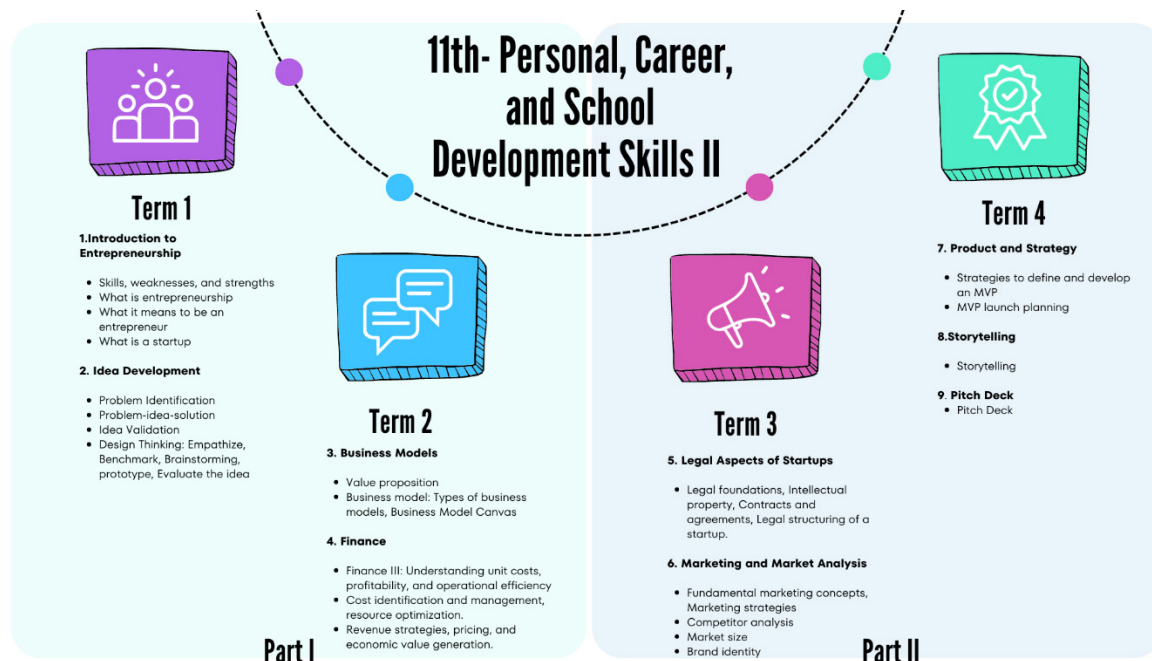 11th- Personal, Career,
and School
Development Skills II
Term 1
1.Introduction to
Entrepreneurship
Skills, weaknesses, and strengths
What is entrepreneurship
What it means to be an
entrepreneur
What is a startup
2. Idea Development
Problem Identification
Problem-idea-solution
Idea Validation
Design Thinking: Empathize,
Benchmark, Brainstorming,
prototype, Evaluate the idea
Term 2
3. Business Models
Value proposition
Business model: Types of business
models, Business Model Canvas
4. Finance
Finance III: Understanding unit costs,
profitability, and operational efficiency
Cost identification and management,
resource optimization.
Revenue strategies, pricing, and
economic value generation.
Part I
Term 3
5. Legal Aspects of Startups
Legal foundations, Intellectual
property, Contracts and
agreements, Legal structuring of a
startup.
6. Marketing and Market Analysis
Fundamental marketing concepts,
Marketing strategies
Competitor analysis
Market size
Brand identity
Term 4
7. Product and Strategy
Strategies to define and develop
an MVP
MVP launch planning
8.Storytelling
Storytelling
9. Pitch Deck
Pitch Deck
Part II